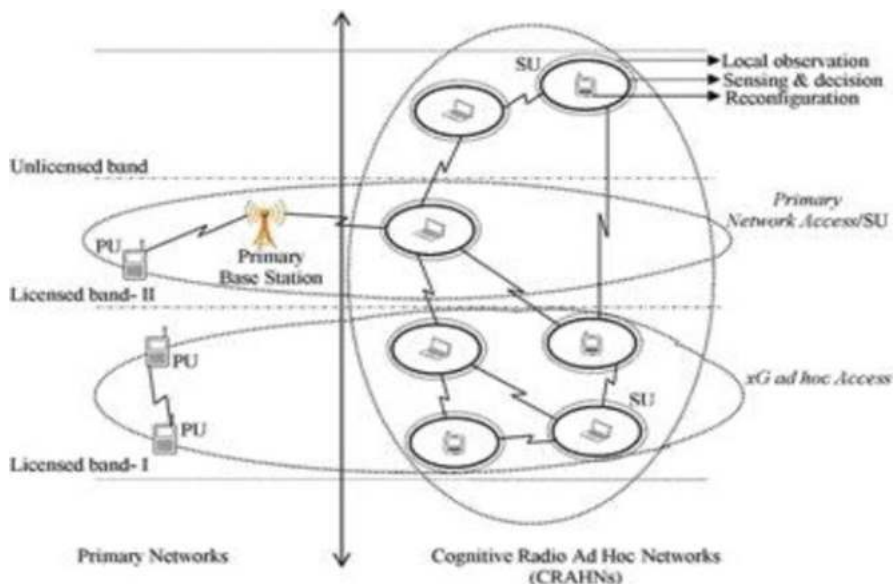 SU
Local observation
Sensing & decision
Reconfiguration
Unlicensed band
Primary
Network Access/SU
PU
Primary
Base Station
Licensed band- II
PU
xG ad hoc Access
SU
PU
Licensed band- I
Primary Networks
Cognitive Radio Ad Hoc Networks
(CRAHNs)